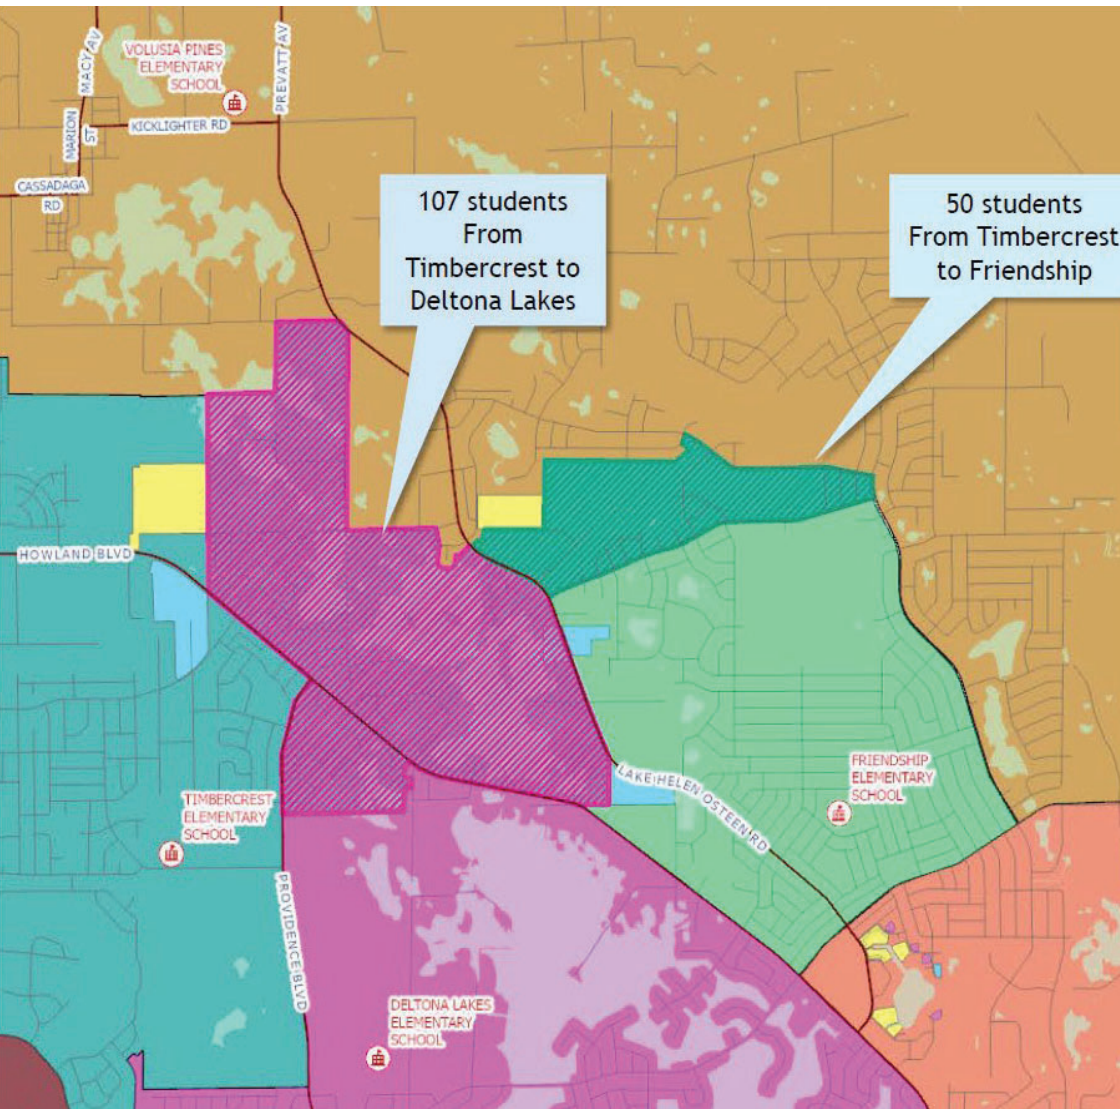 VOLUSIA PINES
ELEMENTARY
SCHOOL
MACY AV
PREVATT AV
MARION
ST
KICKLIGHTER RD
CASSADAGA
RD
107 students
From
Timbercrest to
Deltona Lakes
50 students
From Timbercrest
to Friendship
HOWLAND BLVD
LAKE HELEN OSTEEN RD
FRIENDSHIP
ELEMENTARY
SCHOOL
TIMBERCREST
ELEMENTARY
SCHOOL
PROVIDENCE BLVD
DELTONA LAKES
ELEMENTARY
SCHOOL